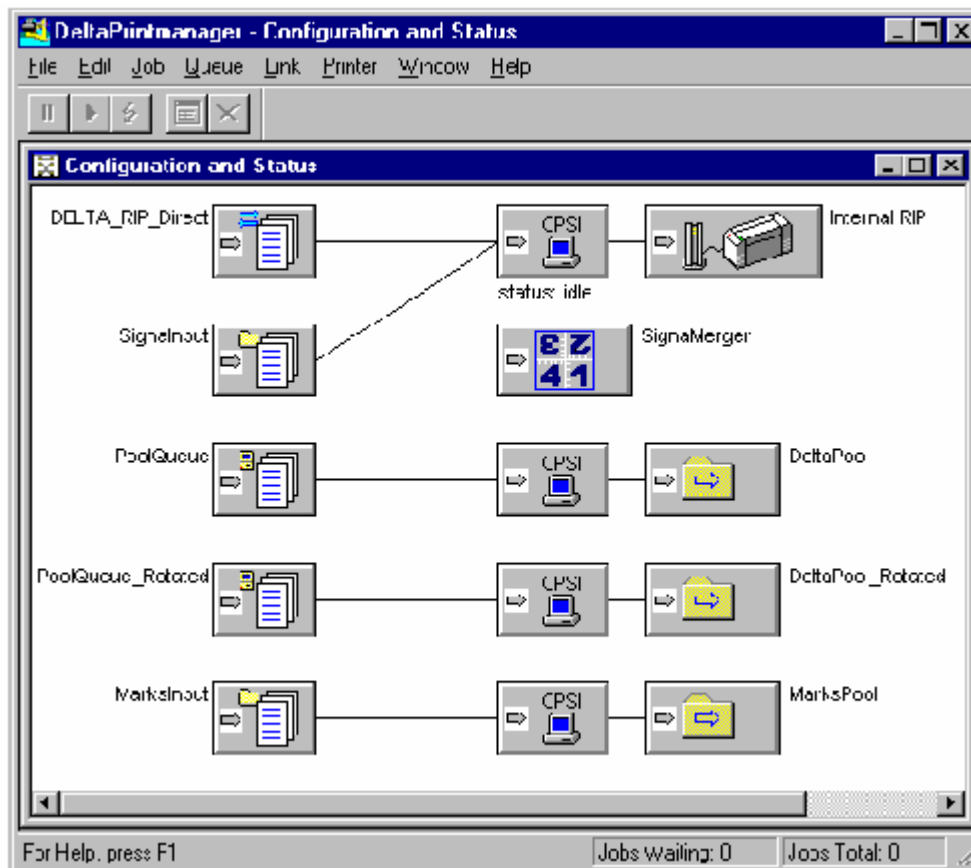 DeltaPrintmanager - Configuration and Status
File Edit Job Queue Link Printer Window Help
Configuration and Status
DELTA_RIP_Direct
CPSI
Internal RIP
status: idle
SignaInput
3 2
4 1
SignaMerger
PoolQueue
CPSI
DeltaPool
PoolQueue_Rotated
CPSI
DeltaPool_Rotated
MarksInput
CPSI
MarksPool
For Help, press F1
Jobs Waiting: 0
Jobs Total: 0